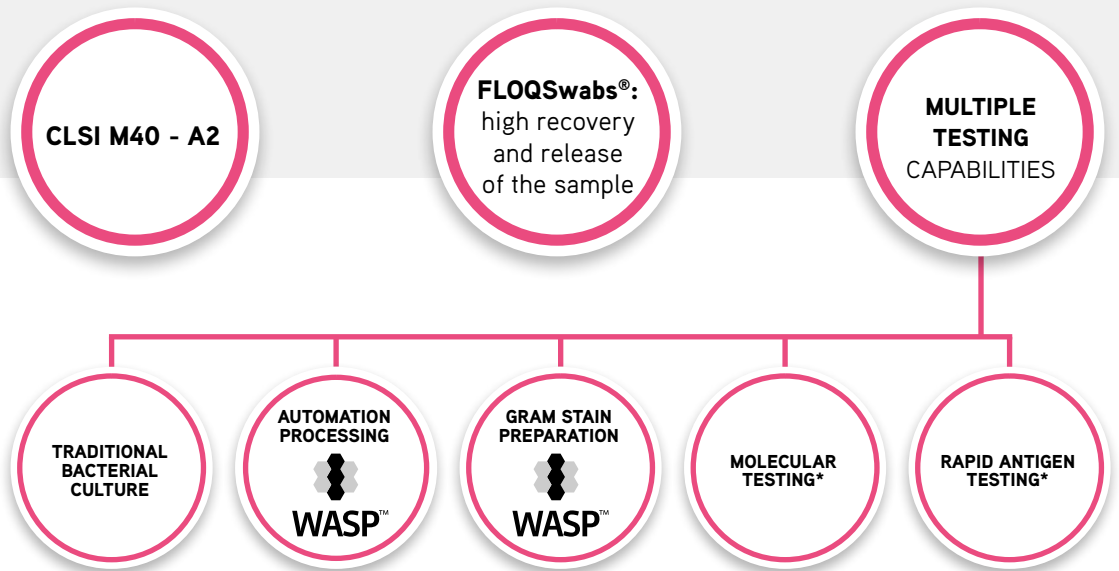 CLSI M40 - A2
FLOQSwabs®:
high recovery
and release
of the sample
MULTIPLE
TESTING
CAPABILITIES
TRADITIONAL
BACTERIAL
CULTURE
AUTOMATION
PROCESSING
WASP™
GRAM STAIN
PREPARATION
WASP™
MOLECULAR
TESTING*
RAPID ANTIGEN
TESTING*